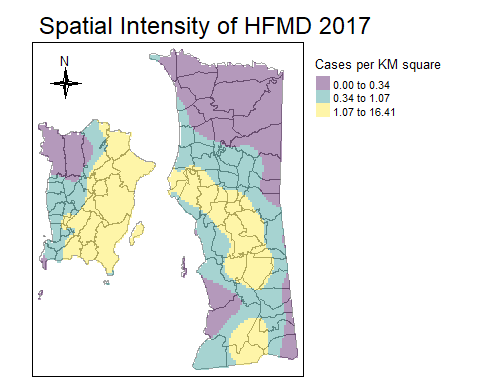 Spatial Intensity of HFMD 2017
N
Cases per KM square
0.00 to 0.34
0.34 to 1.07
1.07 to 16.41